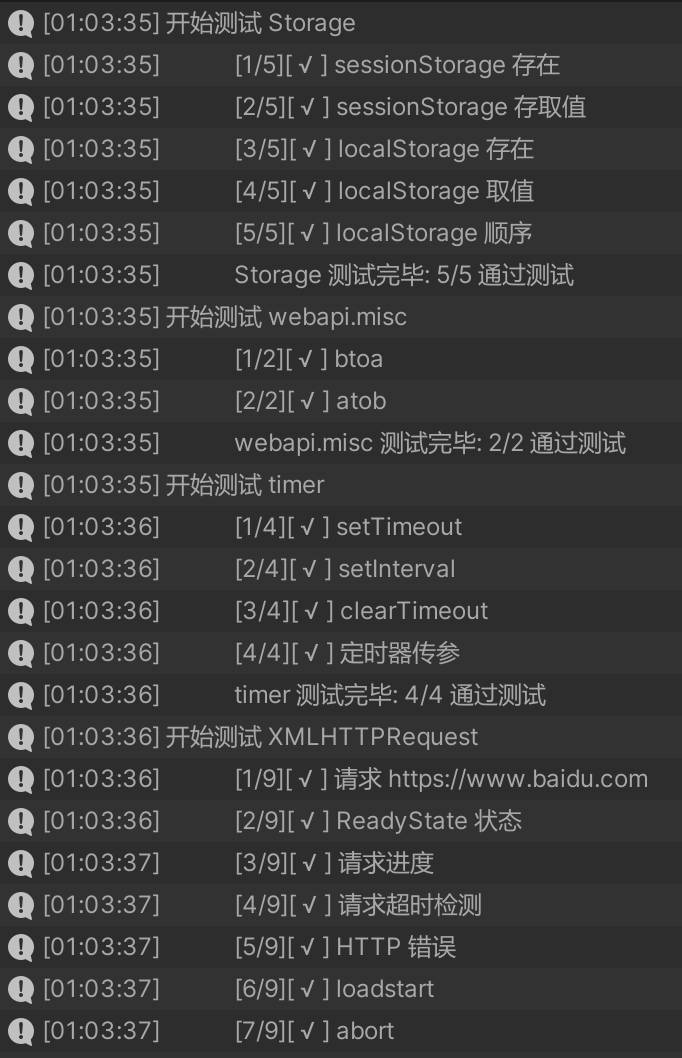 [01:03:35] 开始测试 Storage
[01:03:35] [1/5][ √ ] sessionStorage 存在
[01:03:35] [2/5][ √ ] sessionStorage 存取值
[01:03:35] [3/5][ √ ] localStorage 存在
[01:03:35] [4/5][ √ ] localStorage 取值
[01:03:35] [5/5][ √ ] localStorage 顺序
[01:03:35] Storage 测试完毕: 5/5 通过测试
[01:03:35] 开始测试 webapi.misc
[01:03:35] [1/2][ √ ] btoa
[01:03:35] [2/2][ √ ] atob
[01:03:35] webapi.misc 测试完毕: 2/2 通过测试
[01:03:35] 开始测试 timer
[01:03:36] [1/4][ √ ] setTimeout
[01:03:36] [2/4][ √ ] setInterval
[01:03:36] [3/4][ √ ] clearTimeout
[01:03:36] [4/4][ √ ] 定时器传参
[01:03:36] timer 测试完毕: 4/4 通过测试
[01:03:36] 开始测试 XMLHTTPRequest
[01:03:36] [1/9][ √ ] 请求 https://www.baidu.com
[01:03:36] [2/9][ √ ] ReadyState 状态
[01:03:37] [3/9][ √ ] 请求进度
[01:03:37] [4/9][ √ ] 请求超时检测
[01:03:37] [5/9][ √ ] HTTP 错误
[01:03:37] [6/9][ √ ] loadstart
[01:03:37] [7/9][ √ ] abort